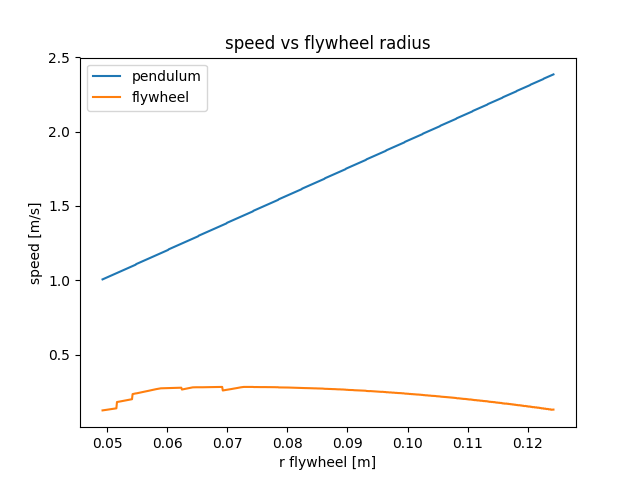 speed vs flywheel radius
pendulum
flywheel
speed [m/s]
2.5
2.0
1.5
1.0
0.5
0.05 0.06 0.07 0.08 0.09 0.10 0.11 0.12
r flywheel [m]